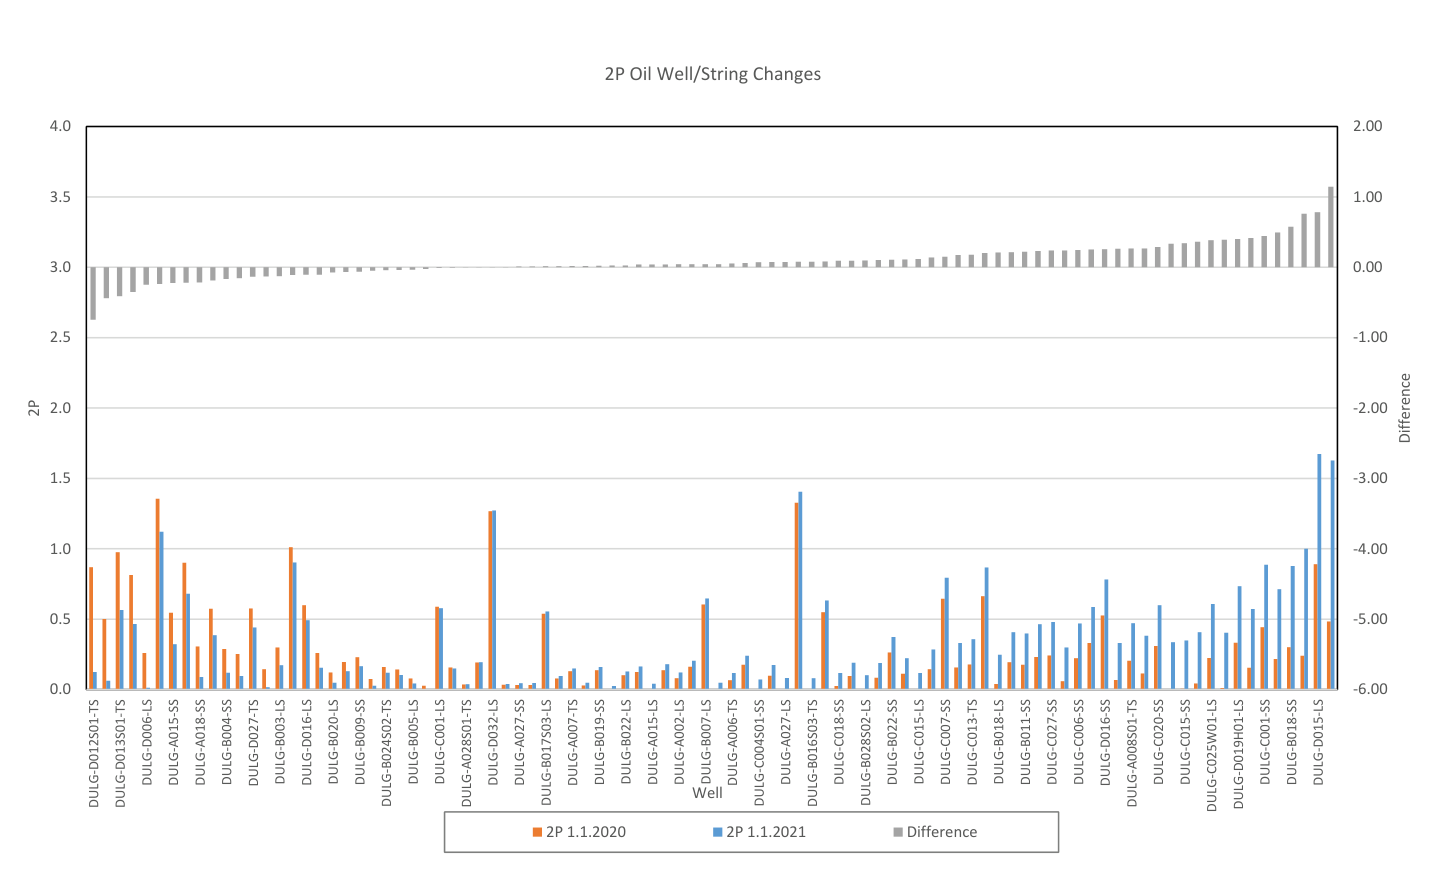 2P Oil Well/String Changes
4.0
3.5
3.0
2.5
2.0
1.5
1.0
0.5
0.0
2P
2.00
1.00
0.00
-1.00
-2.00
-3.00
-4.00
-5.00
-6.00
Difference
DULG-D012S01-TS
DULG-D013S01-TS
DULG-D006-LS
DULG-A015-SS
DULG-A018-SS
DULG-B004-SS
DULG-D027-TS
DULG-B003-LS
DULG-D016-LS
DULG-B020-LS
DULG-B009-SS
DULG-B024S02-TS
DULG-B005-LS
DULG-C001-LS
DULG-A028S01-TS
DULG-D032-LS
DULG-A027-SS
DULG-B017S03-LS
DULG-A007-TS
DULG-B019-SS
DULG-B022-LS
DULG-A015-LS
DULG-A002-LS
DULG-B007-LS
DULG-A006-TS
DULG-C004S01-SS
DULG-A027-LS
DULG-B016S03-TS
DULG-C018-SS
DULG-B028S02-LS
DULG-B022-SS
DULG-C015-LS
DULG-C007-SS
DULG-C013-TS
DULG-B018-LS
DULG-B011-SS
DULG-C027-SS
DULG-C006-SS
DULG-D016-SS
DULG-A008S01-TS
DULG-C020-SS
DULG-C015-SS
DULG-C025W01-LS
DULG-D019H01-LS
DULG-C001-SS
DULG-B018-SS
DULG-D015-LS
Well
2P 1.1.2020
2P 1.1.2021
Difference